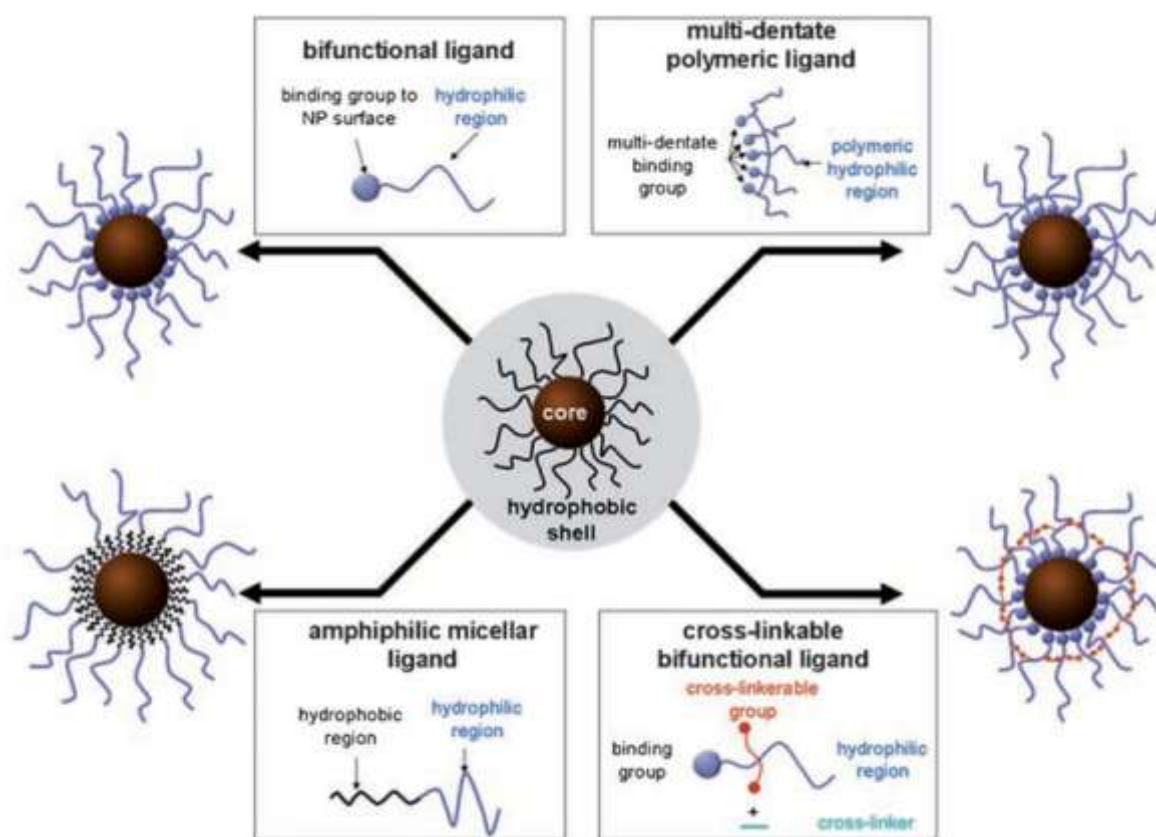 bifunctional ligand
binding group to
NP surface
hydrophilic
region
multi-dentate
polymeric ligand
multi-dentate
binding
group
polymeric
hydrophilic
region
core
hydrophobic
shell
amphiphilic micellar
ligand
hydrophobic
region
hydrophilic
region
cross-linkable
bifunctional ligand
cross-linkerable
group
binding
group
hydrophilic
region
+
cross-linker